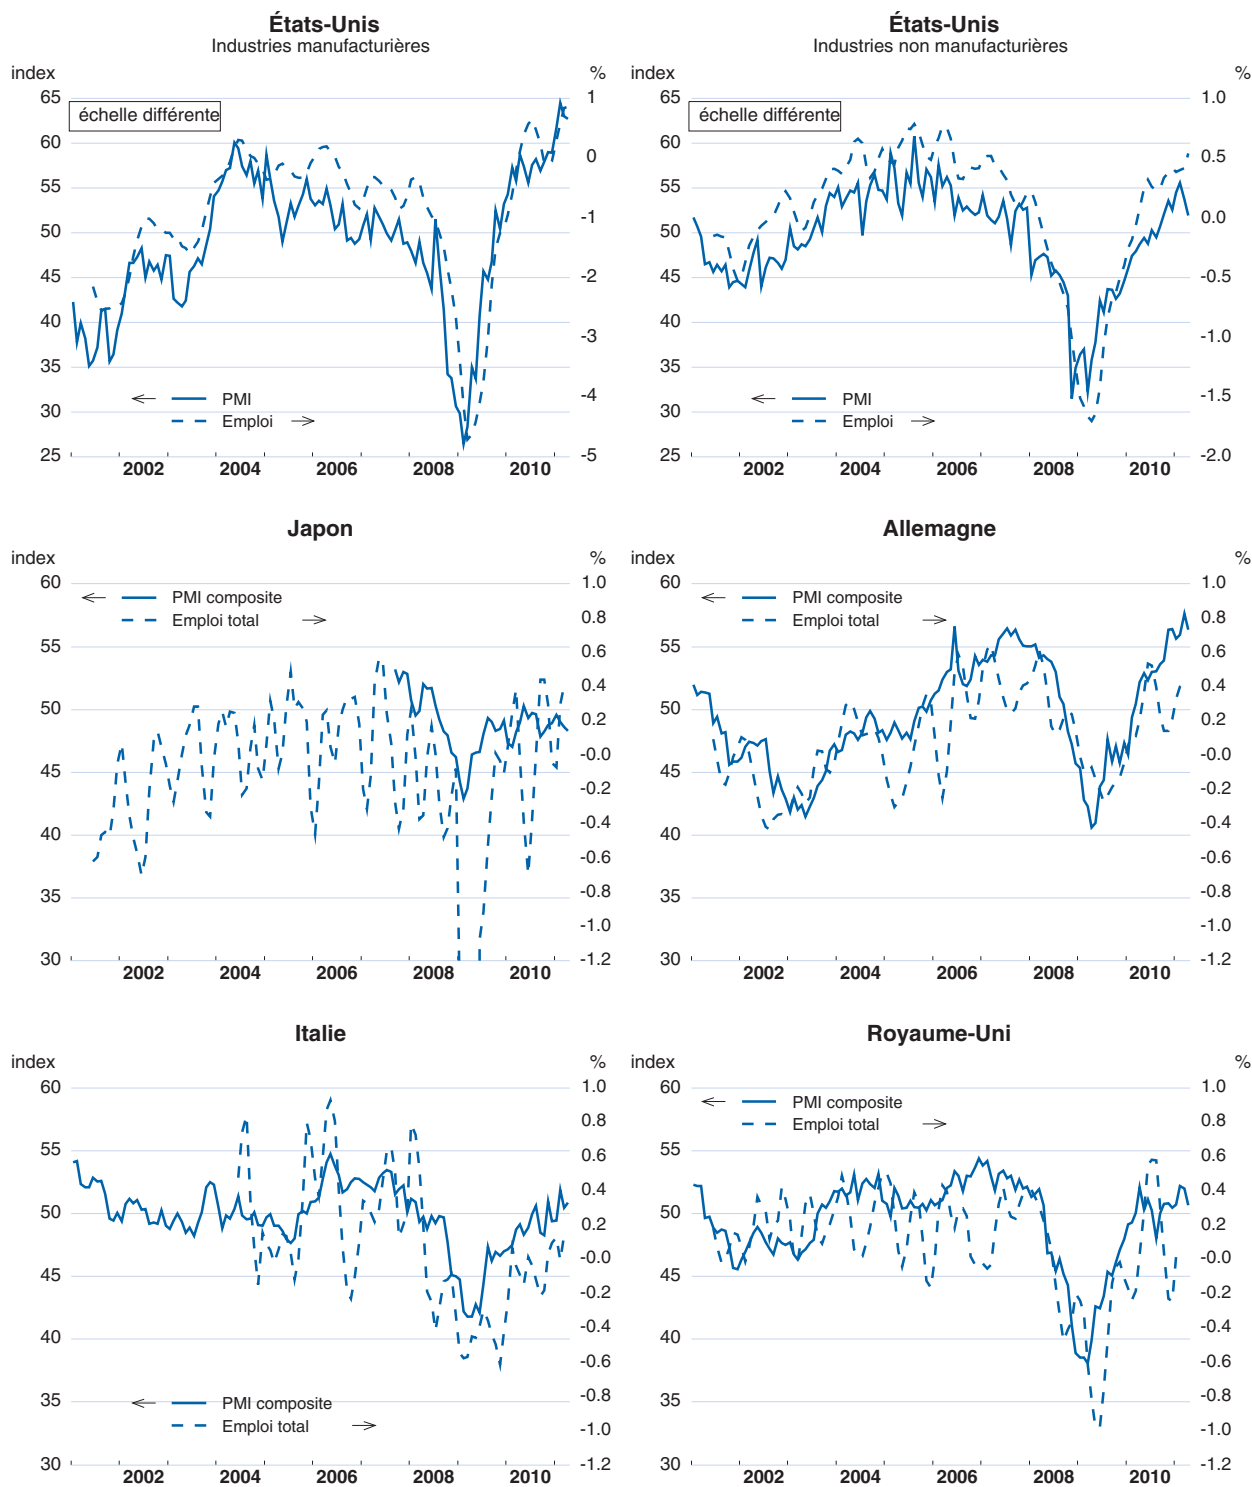 États-Unis
Industries manufacturières
index %
échelle différente
65 1
60 0
55 -1
50
45 -2
40 -3
35 -4
30
25 -5
PMI
Emploi
2002 2004 2006 2008 2010
États-Unis
Industries non manufacturières
index %
échelle différente
65 1.0
60 0.5
55
50 0.0
45 -0.5
40 -1.0
35 -1.5
30
25 -2.0
PMI
Emploi
2002 2004 2006 2008 2010
Japon
index %
60 1.0
PMI composite
Emploi total
0.8
55 0.6
0.4
50 0.2
-0.0
45 -0.2
-0.4
40 -0.6
-0.8
35 -1.0
30 -1.2
2002 2004 2006 2008 2010
Allemagne
index %
60 1.0
PMI composite
Emploi total
0.8
55 0.6
0.4
50 0.2
-0.0
45 -0.2
-0.4
40 -0.6
-0.8
35 -1.0
30 -1.2
2002 2004 2006 2008 2010
Italie
index %
60 1.0
0.8
55 0.6
0.4
50 0.2
-0.0
45 -0.2
-0.4
40 -0.6
-0.8
35 -1.0
30 -1.2
PMI composite
Emploi total
2002 2004 2006 2008 2010
Royaume-Uni
index %
60 1.0
PMI composite
Emploi total
0.8
55 0.6
0.4
50 0.2
-0.0
45 -0.2
-0.4
40 -0.6
-0.8
35 -1.0
30 -1.2
2002 2004 2006 2008 2010